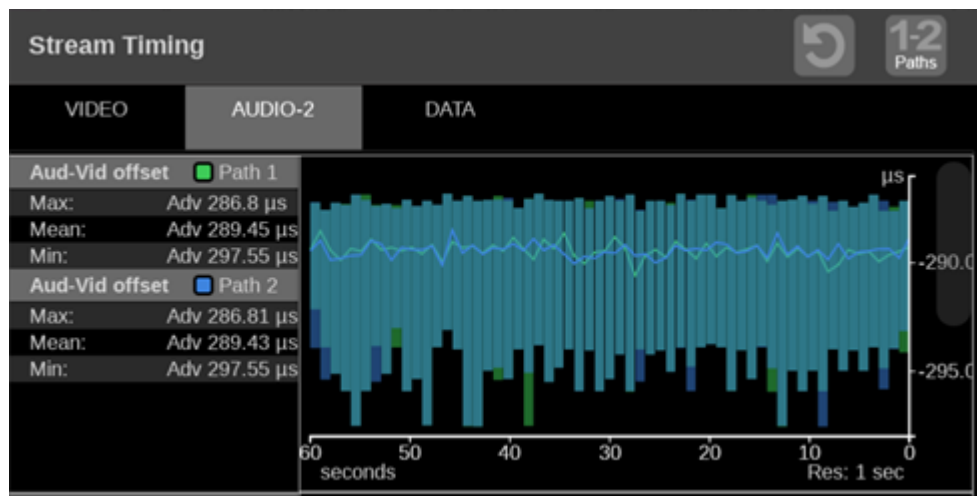 Stream Timing
1-2
Paths
VIDEO AUDIO-2 DATA
Aud-Vid offset Path 1
Max: Adv 286.8 µs
Mean: Adv 289.45 µs
Min: Adv 297.55 µs
Aud-Vid offset Path 2
Max: Adv 286.81 µs
Mean: Adv 289.43 µs
Min: Adv 297.55 µs
µs
-290.0
-295.0
60 50 40 30 20 10 0
seconds Res: 1 sec